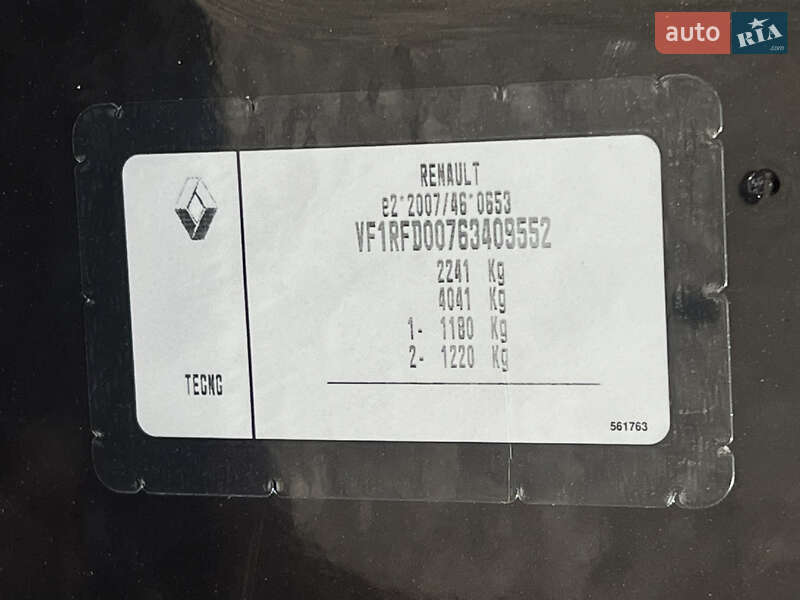 auto RIA
RENAULT
e2*2007/46*0653
VF1RFD00763409552
2241 Kg
4041 Kg
1- 1180 Kg
2- 1220 Kg
TEGNG
561763